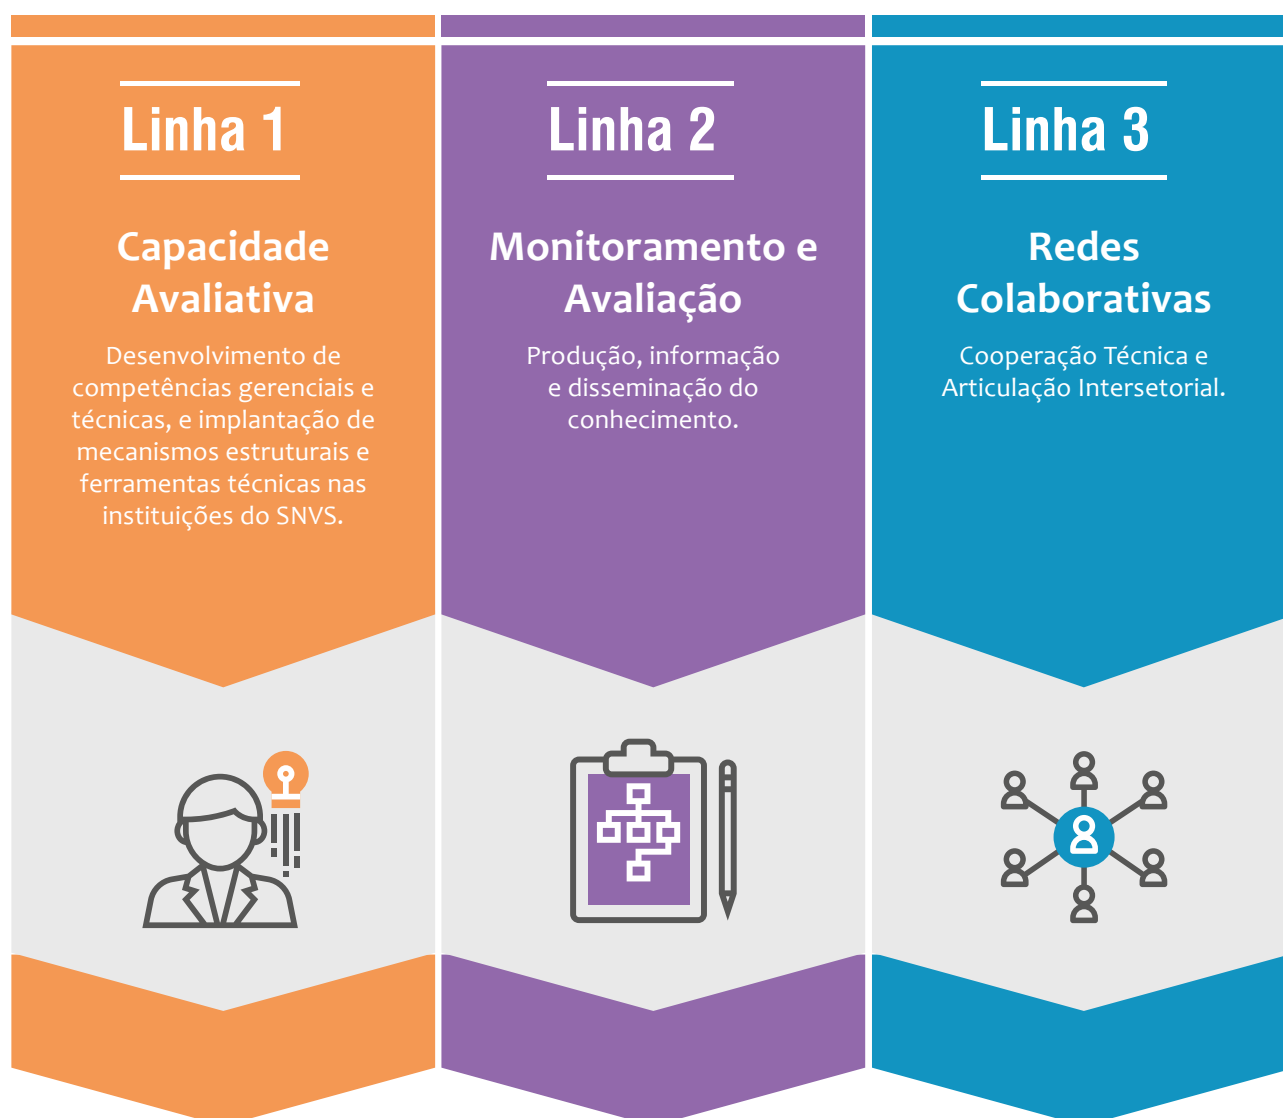 Linha 1
Capacidade
Avaliativa
Desenvolvimento de
competências gerenciais e
técnicas, e implantação de
mecanismos estruturais e
ferramentas técnicas nas
instituições do SNVS.
Linha 2
Monitoramento e
Avaliação
Produção, informação
e disseminação do
conhecimento.
Linha 3
Redes
Colaborativas
Cooperação Técnica e
Articulação Intersetorial.